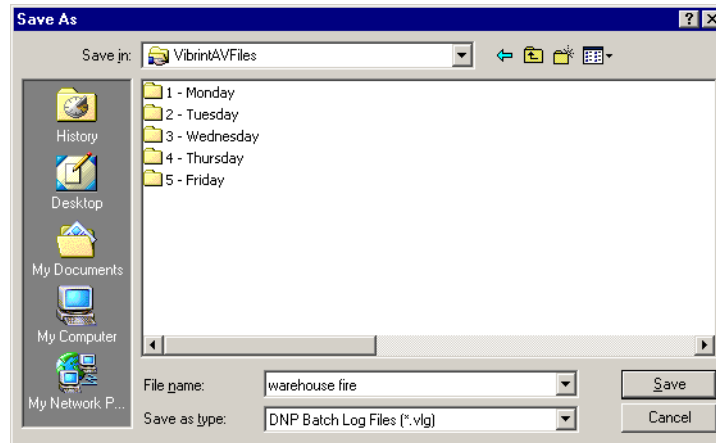 Save As
Save in: VibrintAVFiles
1 - Monday
2 - Tuesday
3 - Wednesday
4 - Thursday
5 - Friday
History
Desktop
My Documents
My Computer
My Network P...
File name: warehouse fire
Save
Save as type: DNP Batch Log Files (*.vlg)
Cancel